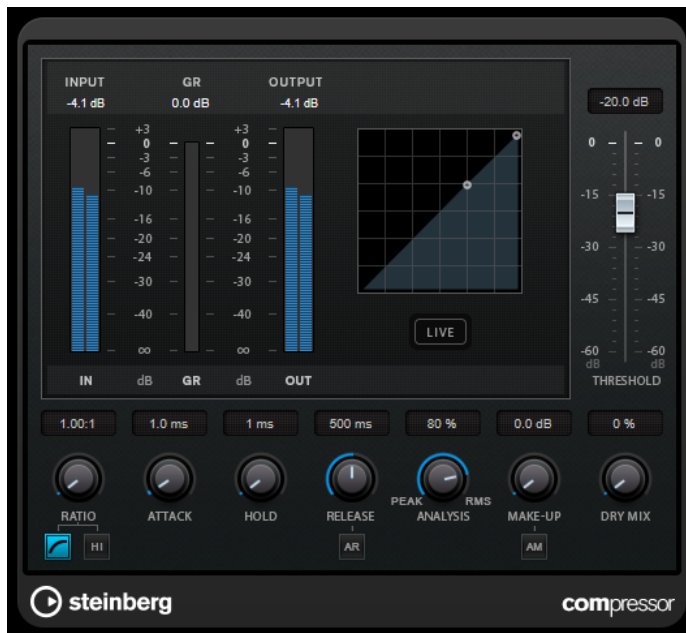 INPUT GR OUTPUT
-4.1 dB 0.0 dB -4.1 dB
-20.0 dB
+3 +3
0 0
-3 -3
-6 -6
-10 -10
-16 -16
-20 -20
-24 -24
-30 -30
-40 -40
∞ ∞
IN dB GR dB OUT
LIVE
0 0
-15 -15
-30 -30
-45 -45
-60 -60
dB dB
THRESHOLD
1.00:1 1.0 ms 1 ms 500 ms 80 % 0.0 dB 0 %
PEAK RMS
RATIO ATTACK HOLD RELEASE ANALYSIS MAKE-UP DRY MIX
HI AR AM
steinberg compressor